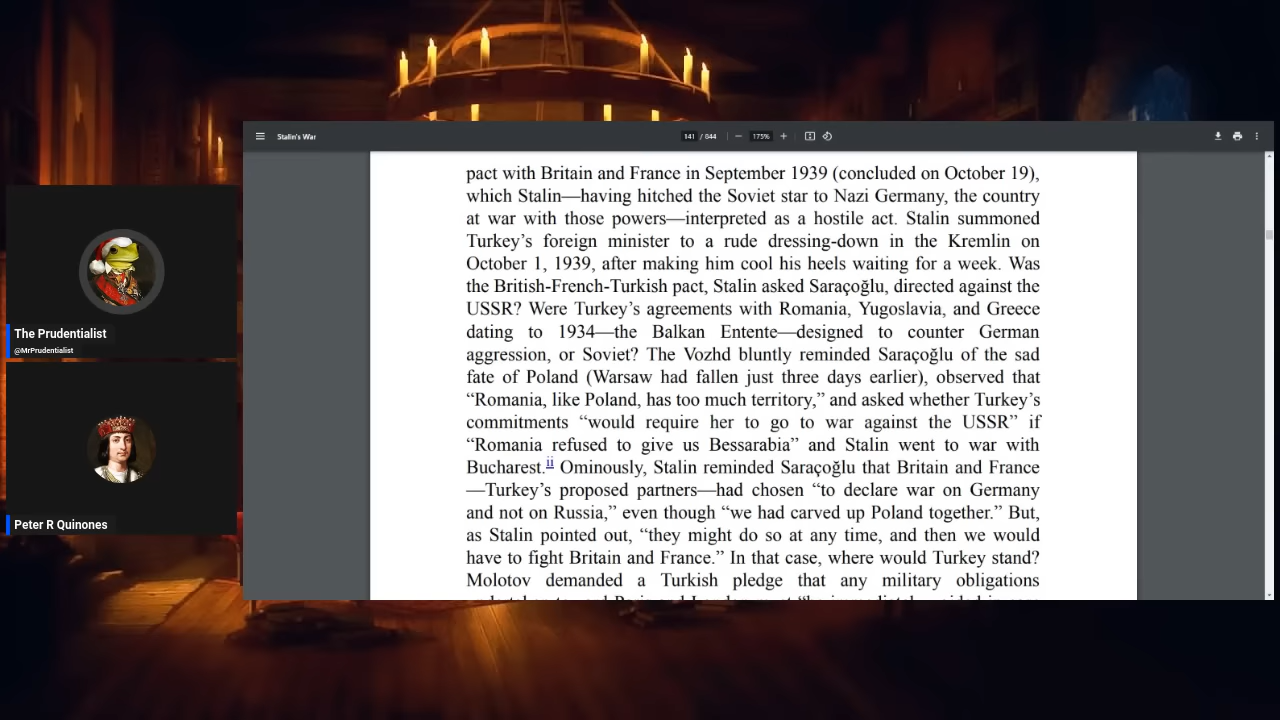 Stalin's War
141 / 844
175%
pact with Britain and France in September 1939 (concluded on October 19),
which Stalin—having hitched the Soviet star to Nazi Germany, the country
at war with those powers—interpreted as a hostile act. Stalin summoned
Turkey's foreign minister to a rude dressing-down in the Kremlin on
October 1, 1939, after making him cool his heels waiting for a week. Was
the British-French-Turkish pact, Stalin asked Saraçoğlu, directed against the
USSR? Were Turkey's agreements with Romania, Yugoslavia, and Greece
dating to 1934—the Balkan Entente—designed to counter German
aggression, or Soviet? The Vozhd bluntly reminded Saraçoğlu of the sad
fate of Poland (Warsaw had fallen just three days earlier), observed that
“Romania, like Poland, has too much territory,” and asked whether Turkey's
commitments “would require her to go to war against the USSR” if
“Romania refused to give us Bessarabia” and Stalin went to war with
Bucharest.ii Ominously, Stalin reminded Saraçoğlu that Britain and France
—Turkey's proposed partners—had chosen “to declare war on Germany
and not on Russia,” even though “we had carved up Poland together.” But,
as Stalin pointed out, “they might do so at any time, and then we would
have to fight Britain and France.” In that case, where would Turkey stand?
Molotov demanded a Turkish pledge that any military obligations
The Prudentialist
@MrPrudentialist
Peter R Quinones